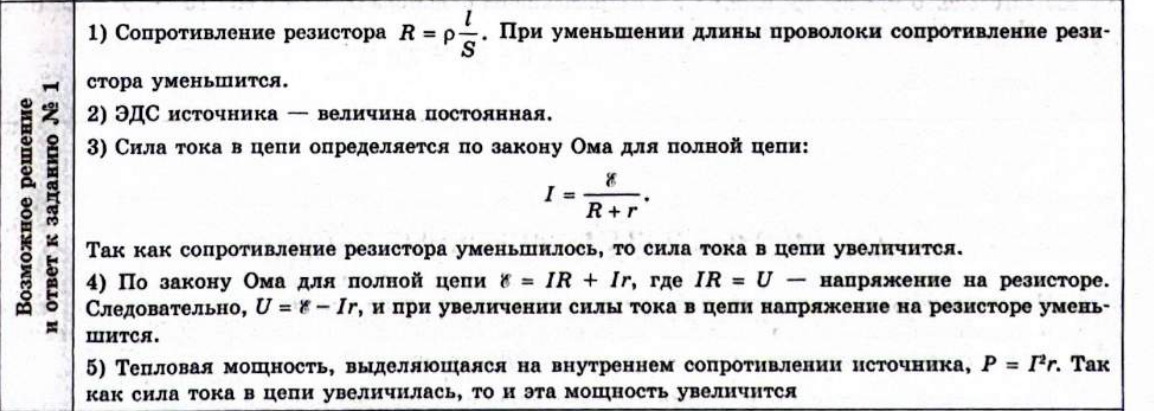 Возможное решение
и ответ к заданию № 1
1) Сопротивление резистора R = ρ l/S. При уменьшении длины проволоки сопротивление рези-
стора уменьшится.
2) ЭДС источника — величина постоянная.
3) Сила тока в цепи определяется по закону Ома для полной цепи:
I = ℰ/(R + r).
Так как сопротивление резистора уменьшилось, то сила тока в цепи увеличится.
4) По закону Ома для полной цепи ℰ = IR + Ir, где IR = U — напряжение на резисторе.
Следовательно, U = ℰ – Ir, и при увеличении силы тока в цепи напряжение на резисторе умень-
шится.
5) Тепловая мощность, выделяющаяся на внутреннем сопротивлении источника, P = I²r. Так
как сила тока в цепи увеличилась, то и эта мощность увеличится